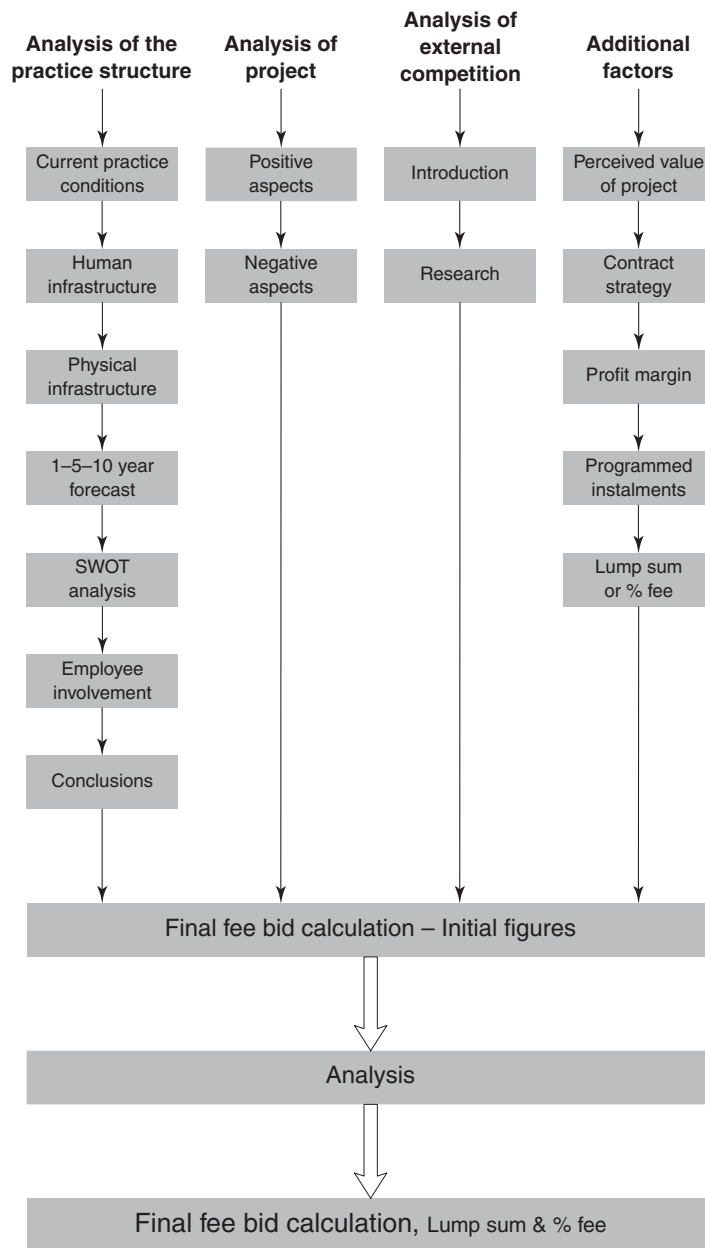 Analysis of the
practice structure
Current practice
conditions
Human
infrastructure
Physical
infrastructure
1–5–10 year
forecast
SWOT
analysis
Employee
involvement
Conclusions
Analysis of
project
Positive
aspects
Negative
aspects
Analysis of
external
competition
Introduction
Research
Additional
factors
Perceived value
of project
Contract
strategy
Profit margin
Programmed
instalments
Lump sum
or % fee
Final fee bid calculation – Initial figures
Analysis
Final fee bid calculation, Lump sum & % fee